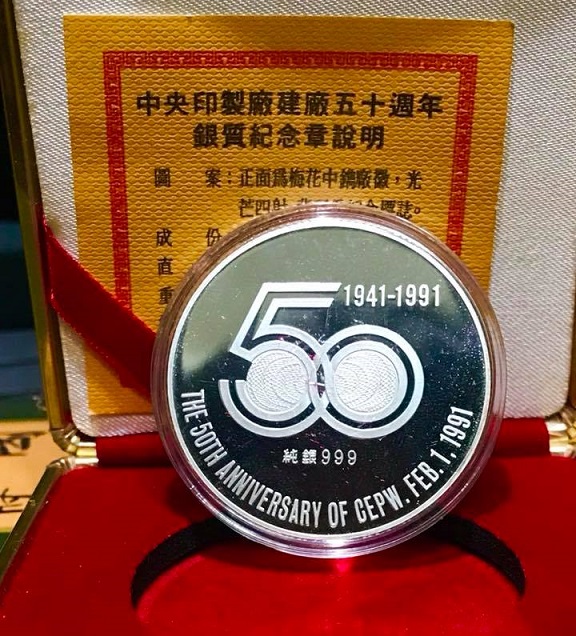 中央印製廠建廠五十週年
銀質紀念章說明
圖 案：正面爲梅花中鐫廠徽，光
芒四射
成 份
直
重
50
1941-1991
純銀999
THE 50TH ANNIVERSARY OF CEPW. FEB. 1, 1991